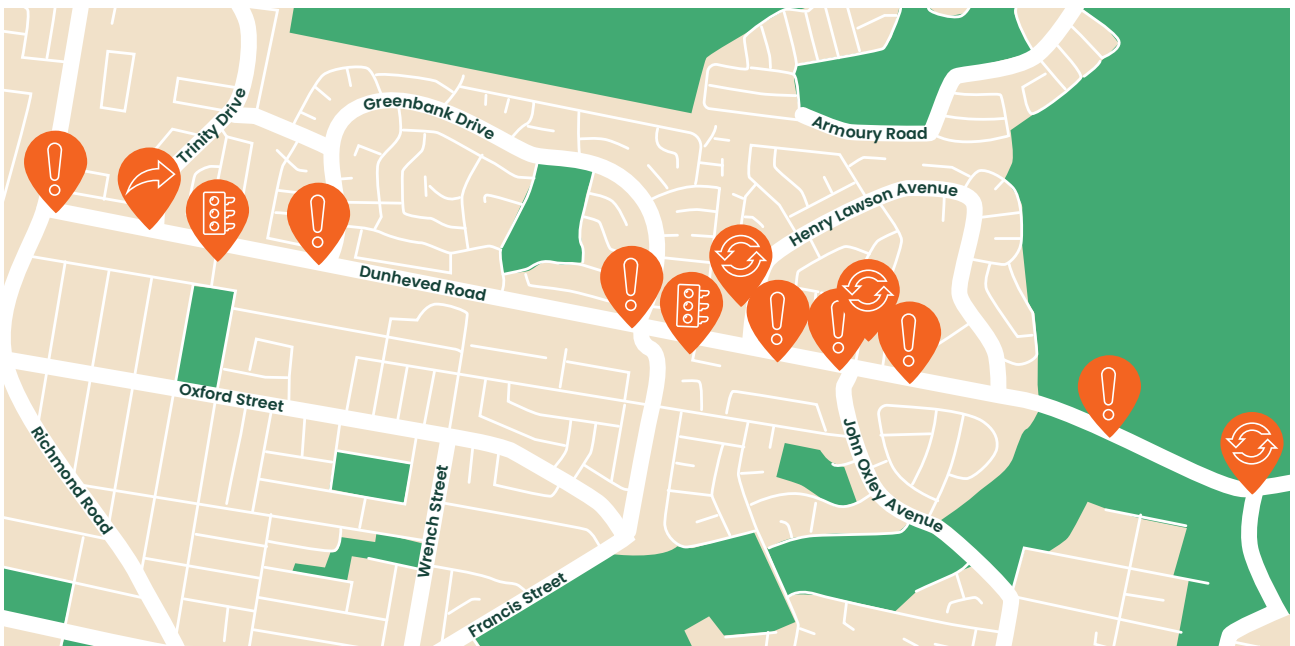 Trinity Drive
Greenbank Drive
Armoury Road
Henry Lawson Avenue
Dunheved Road
Oxford Street
Richmond Road
Wrench Street
John Oxley Avenue
Francis Street